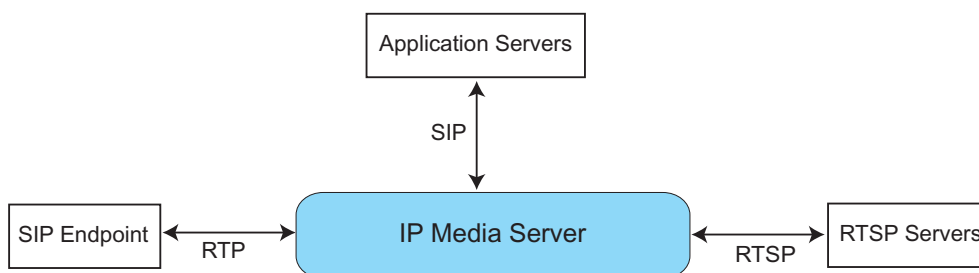 Application Servers
SIP
SIP Endpoint
RTP
IP Media Server
RTSP
RTSP Servers